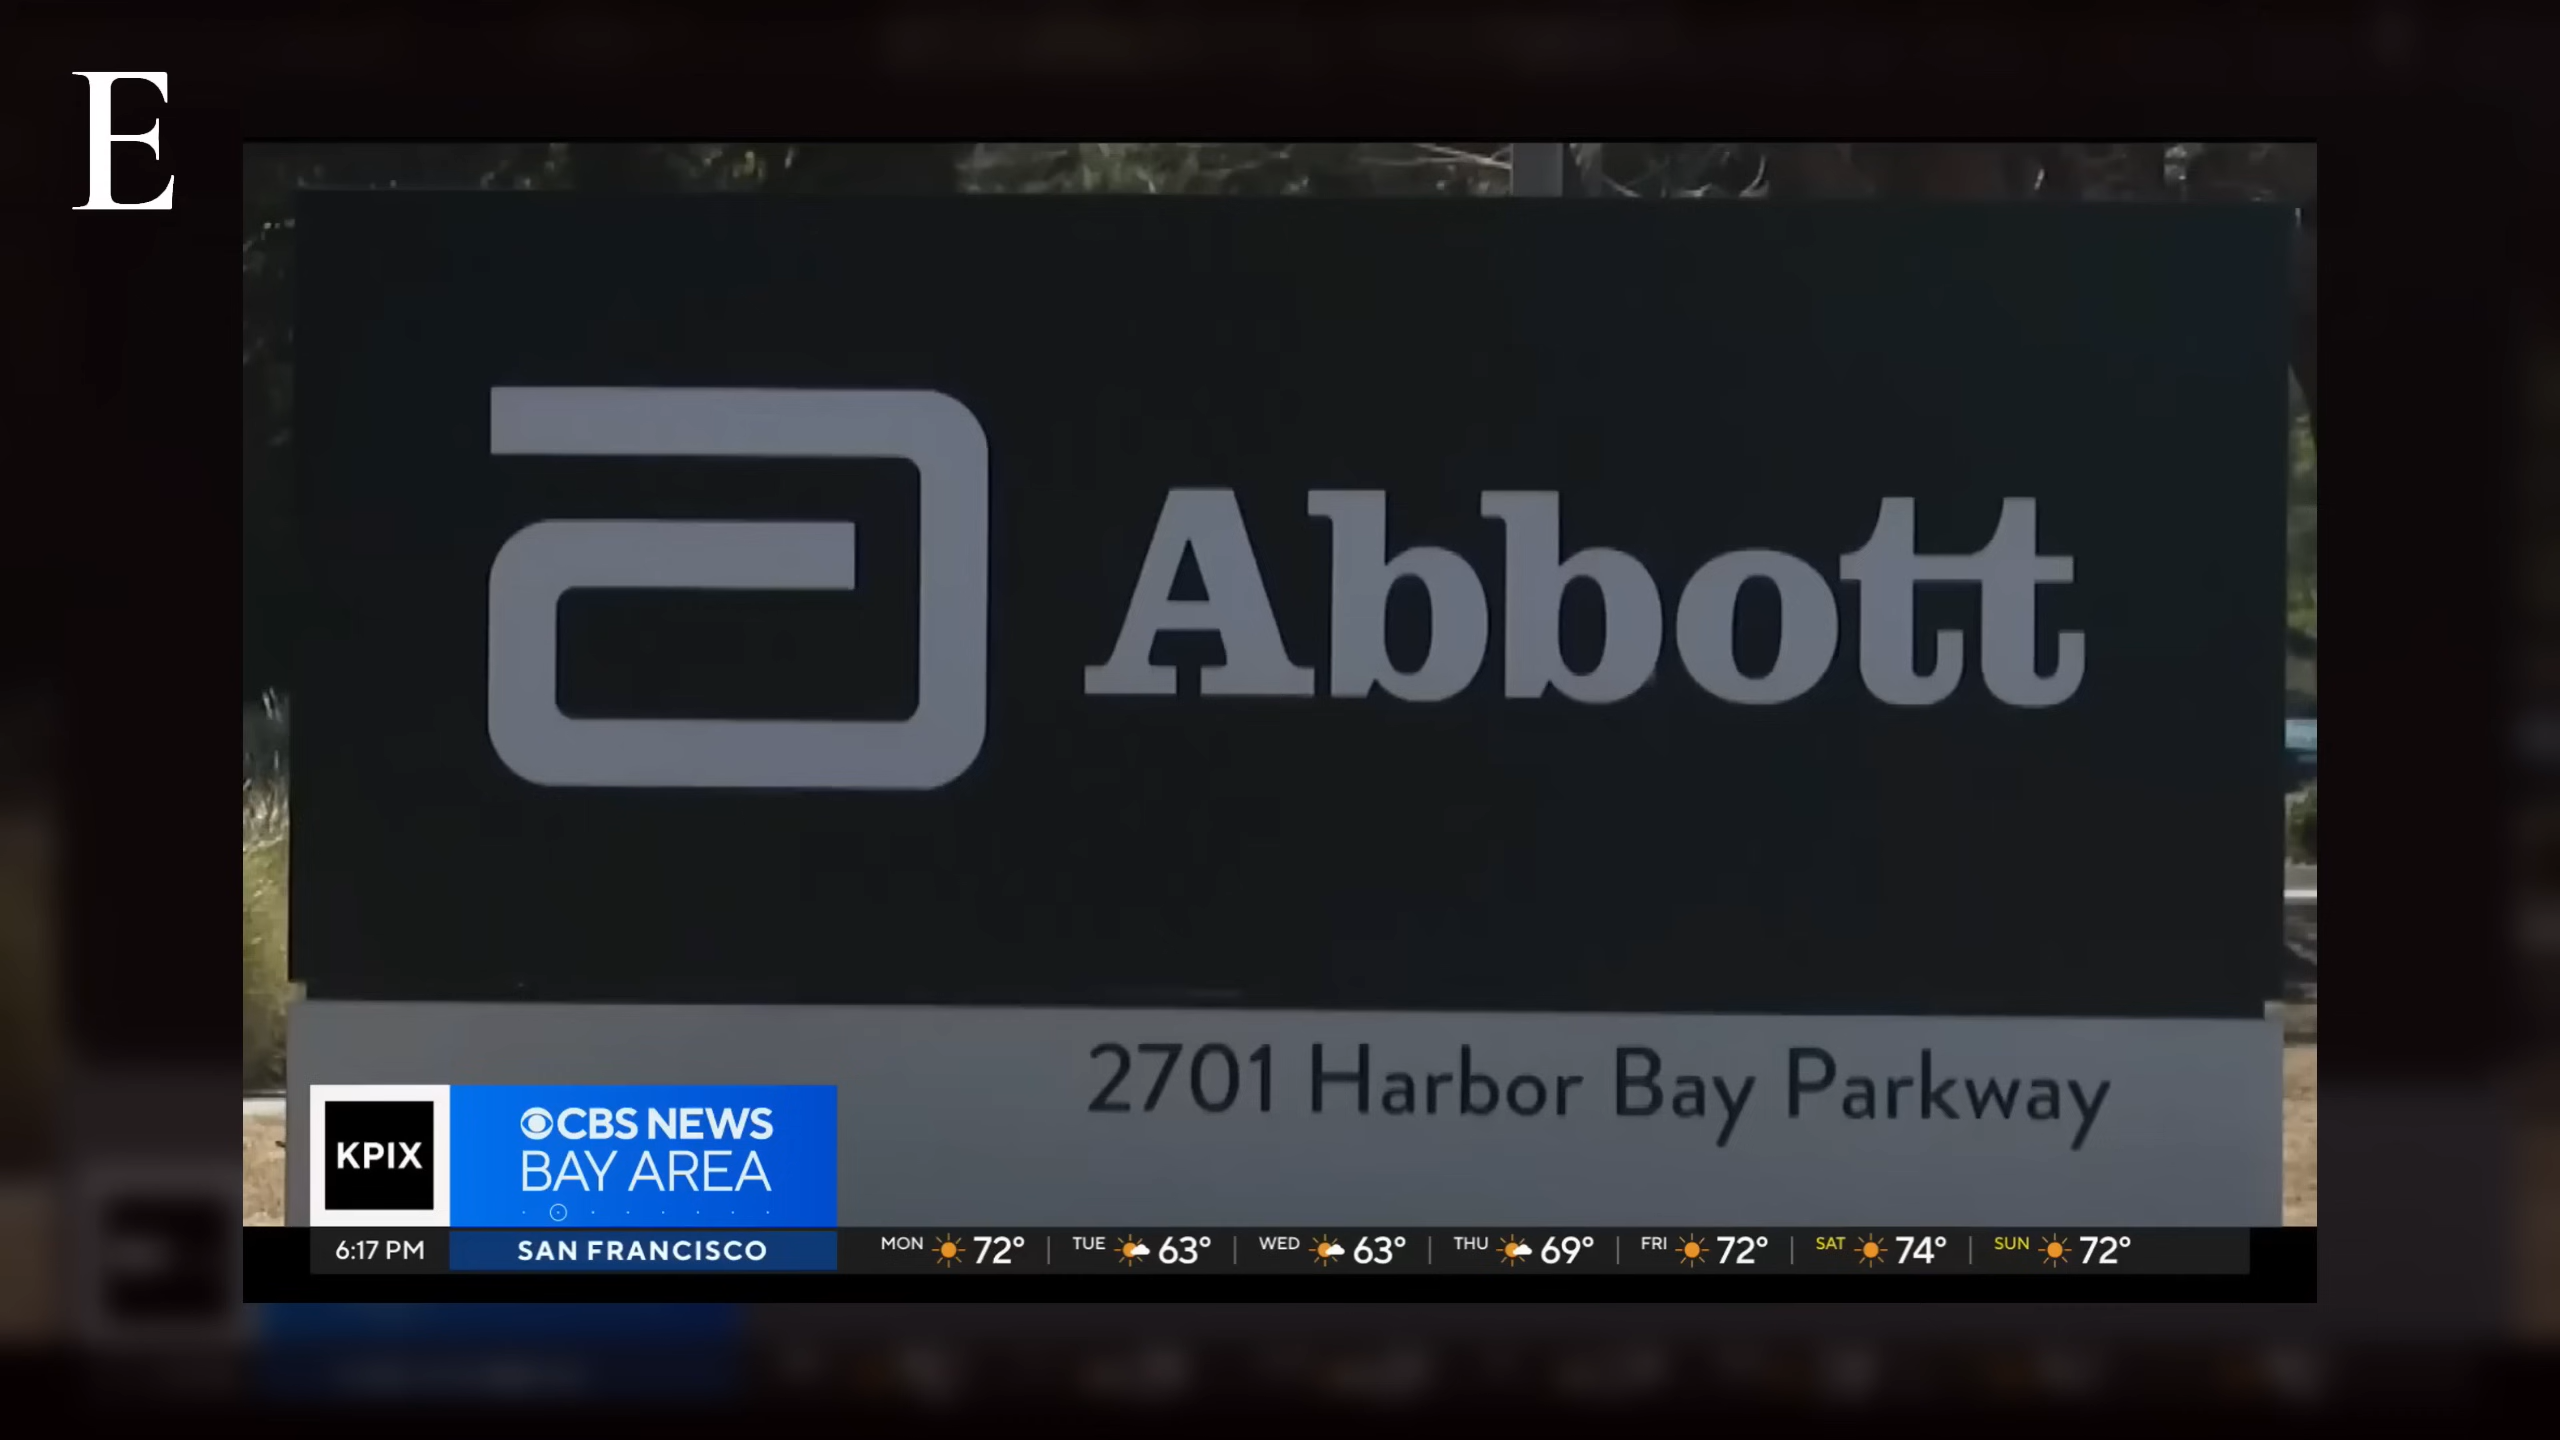 E
Abbott
2701 Harbor Bay Parkway
KPIX
CBS NEWS
BAY AREA
6:17 PM
SAN FRANCISCO
MON 72° | TUE 63° | WED 63° | THU 69° | FRI 72° | SAT 74° | SUN 72°